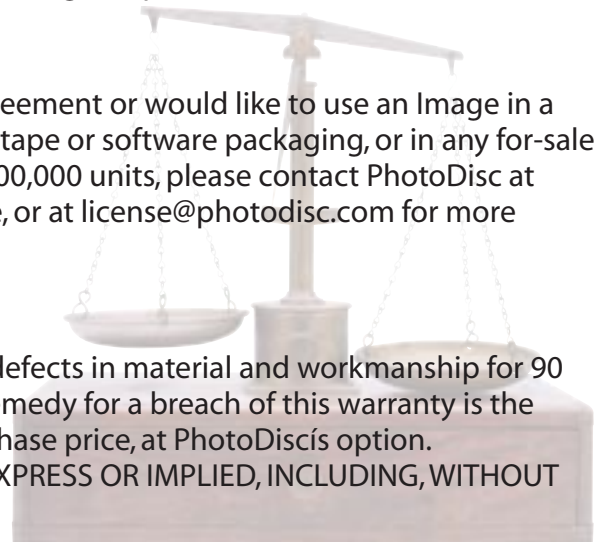 reement or would like to use an Image in a
tape or software packaging, or in any for-sale
00,000 units, please contact PhotoDisc at
e, or at license@photodisc.com for more
defects in material and workmanship for 90
emedy for a breach of this warranty is the
hase price, at PhotoDiscís option.
XPRESS OR IMPLIED, INCLUDING, WITHOUT